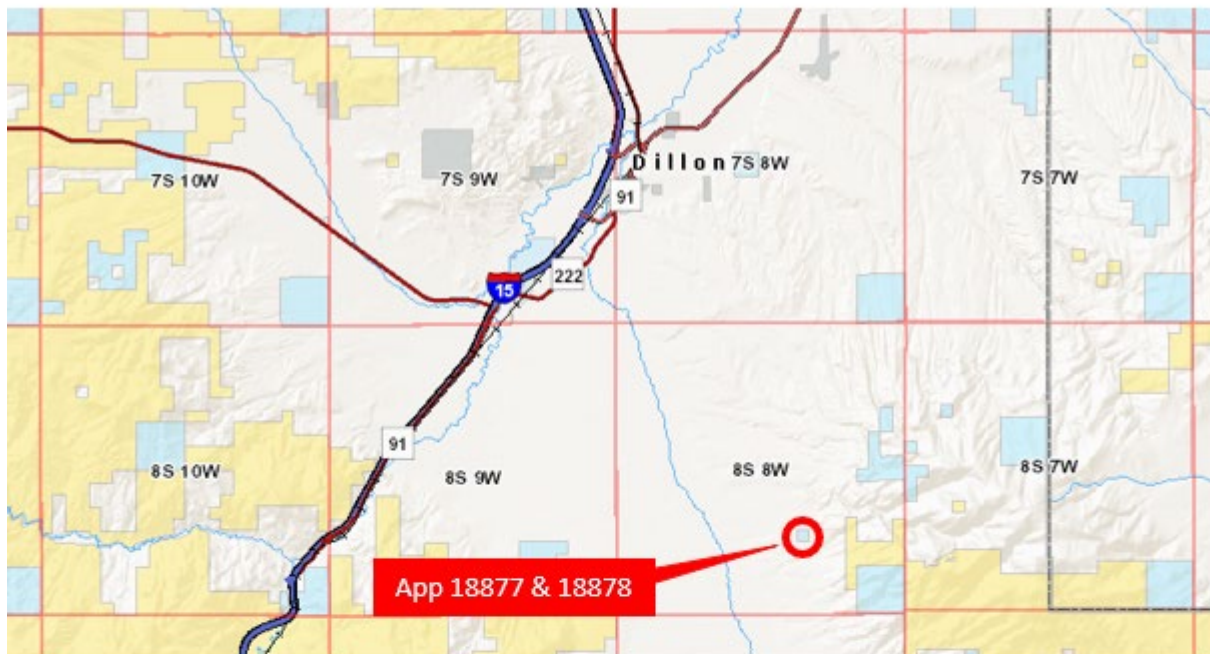 Dillon
7S 10W
7S 9W
7S 8W
7S 7W
91
222
15
91
8S 10W
8S 9W
8S 8W
8S 7W
App 18877 & 18878